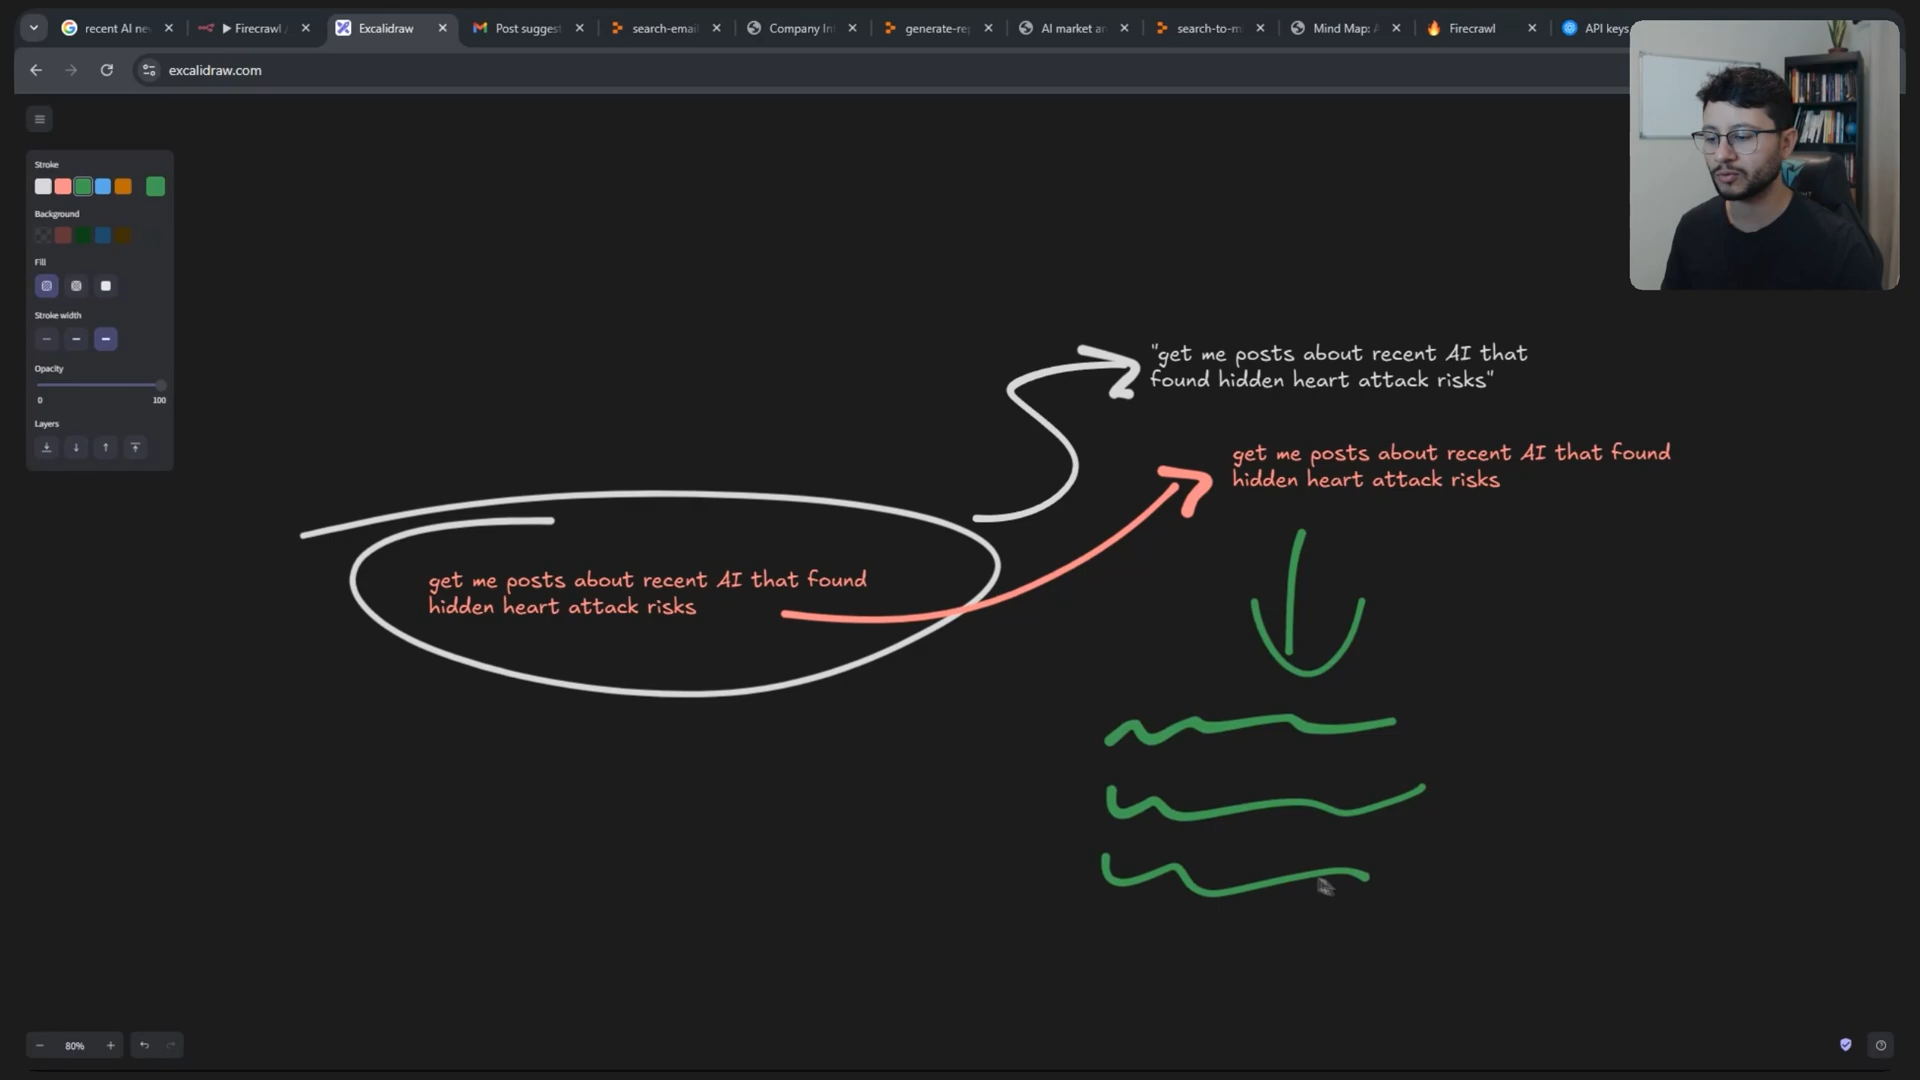 recent AI ne
Firecrawl
Excalidraw
Post suggest
search-email
Company In
generate-rep
AI market an
search-to-m
Mind Map: A
Firecrawl
API keys
excalidraw.com
Stroke
Background
Fill
Stroke width
Opacity
0 100
Layers
"get me posts about recent AI that
found hidden heart attack risks"
get me posts about recent AI that found
hidden heart attack risks
get me posts about recent AI that found
hidden heart attack risks
80%